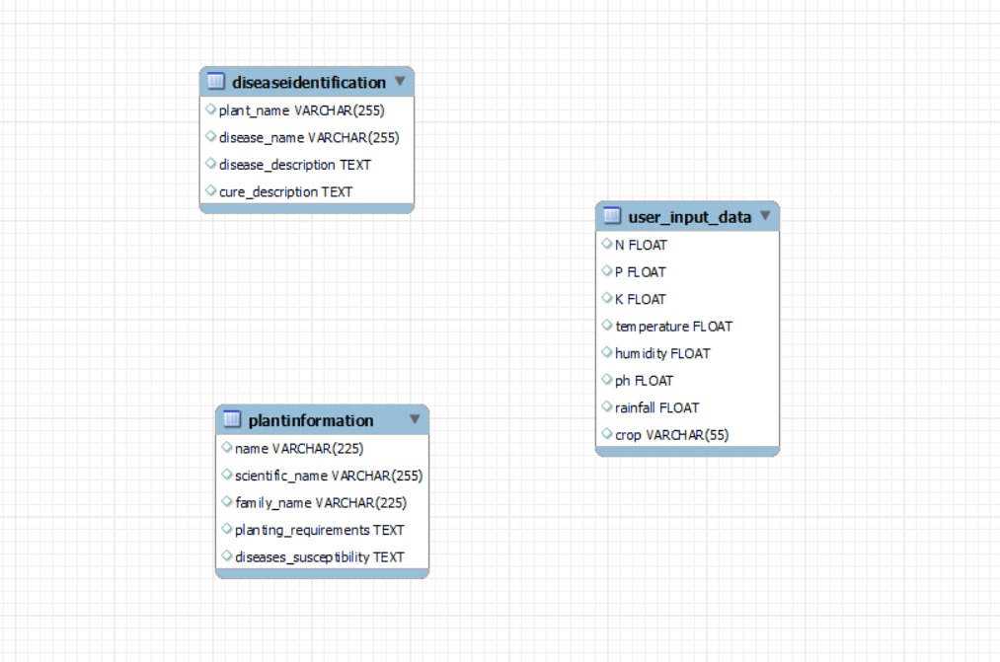 diseaseidentification
plant_name VARCHAR(255)
disease_name VARCHAR(255)
disease_description TEXT
cure_description TEXT
user_input_data
N FLOAT
P FLOAT
K FLOAT
temperature FLOAT
humidity FLOAT
ph FLOAT
rainfall FLOAT
crop VARCHAR(55)
plantinformation
name VARCHAR(225)
scientific_name VARCHAR(255)
family_name VARCHAR(225)
planting_requirements TEXT
diseases_susceptibility TEXT